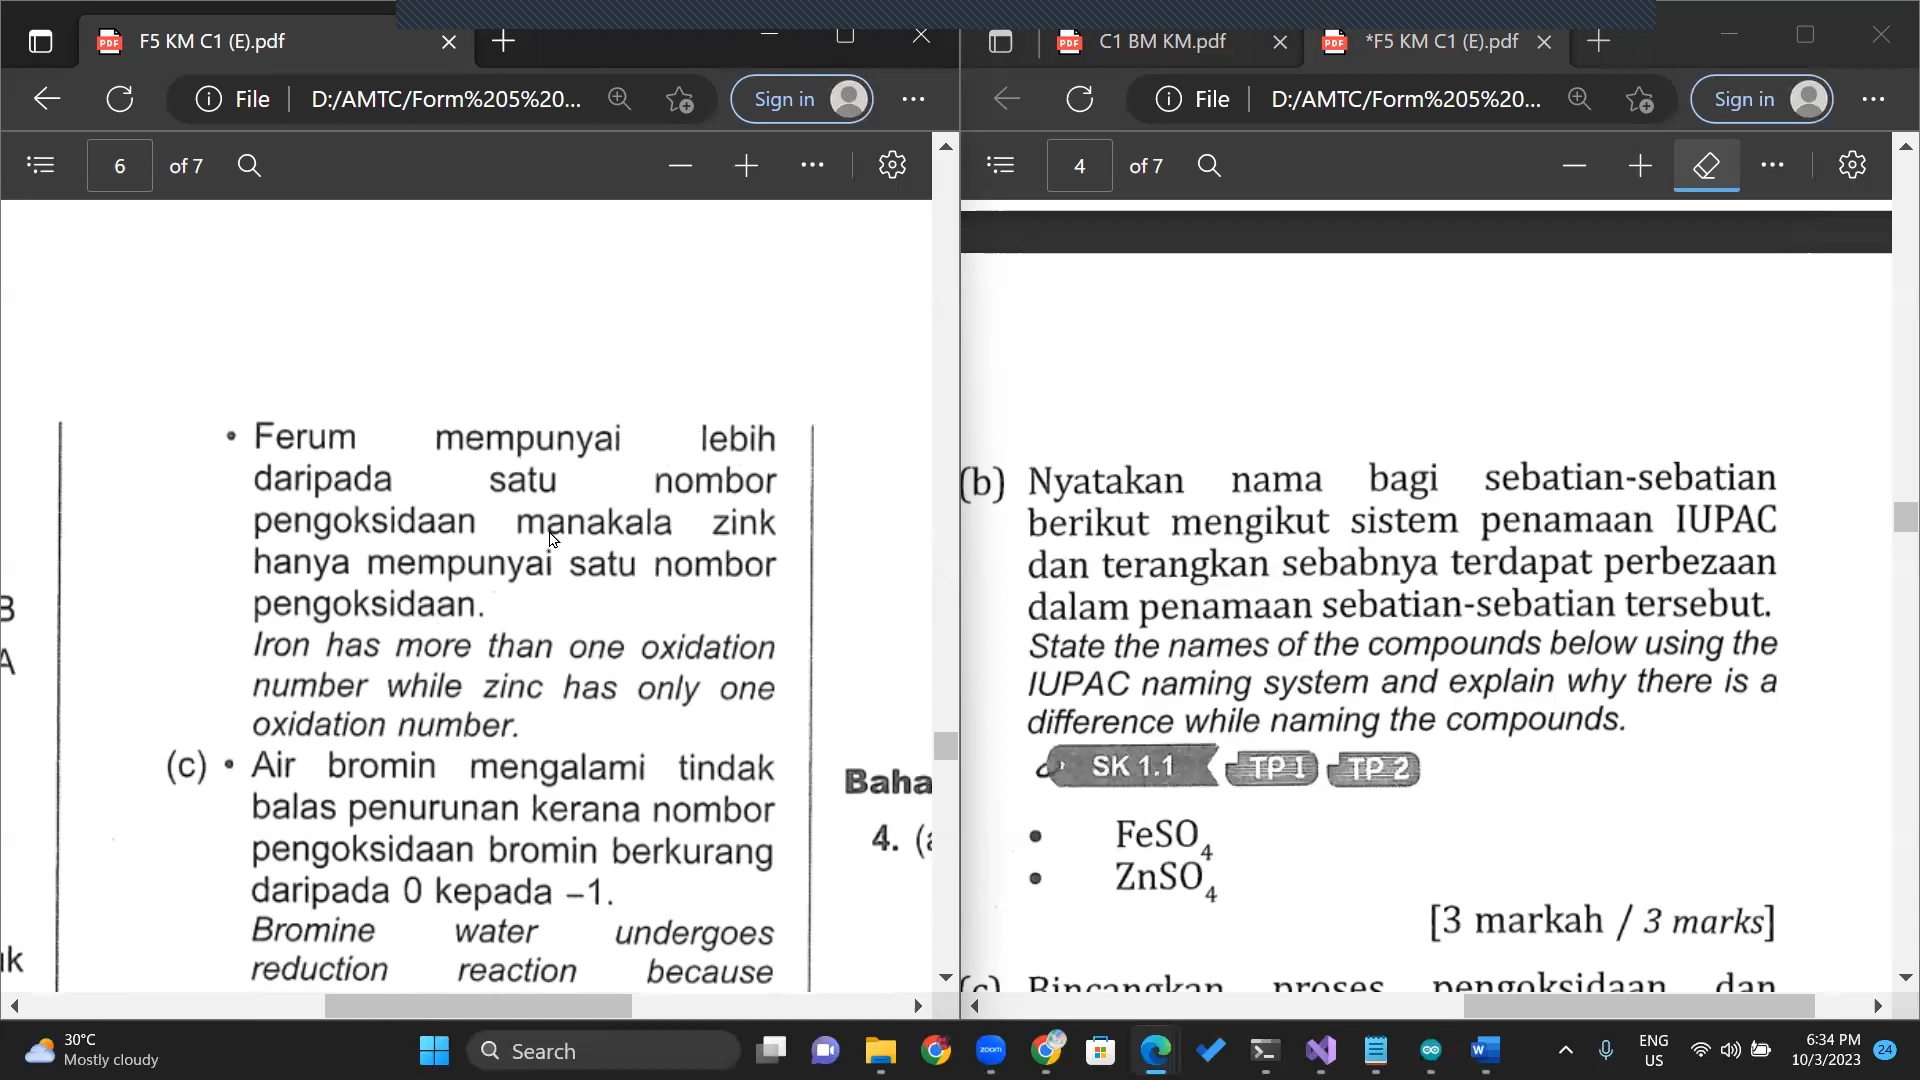 F5 KM C1 (E).pdf
C1 BM KM.pdf
*F5 KM C1 (E).pdf
File
D:/AMTC/Form%205%20...
Sign in
File
D:/AMTC/Form%205%20...
Sign in
6 of 7
4 of 7
• Ferum mempunyai lebih
daripada satu nombor
pengoksidaan manakala zink
hanya mempunyai satu nombor
pengoksidaan.
Iron has more than one oxidation
number while zinc has only one
oxidation number.
(c) • Air bromin mengalami tindak
balas penurunan kerana nombor
pengoksidaan bromin berkurang
daripada 0 kepada –1.
Bromine water undergoes
reduction reaction because
B
A
uk
Baha
4. (a
(b) Nyatakan nama bagi sebatian-sebatian
berikut mengikut sistem penamaan IUPAC
dan terangkan sebabnya terdapat perbezaan
dalam penamaan sebatian-sebatian tersebut.
State the names of the compounds below using the
IUPAC naming system and explain why there is a
difference while naming the compounds.
SK 1.1 TP 1 TP 2
• FeSO₄
• ZnSO₄
[3 markah / 3 marks]
(c) Bincangkan proses pengoksidaan dan
30°C
Mostly cloudy
Search
zoom
ENG
US
6:34 PM
10/3/2023
24